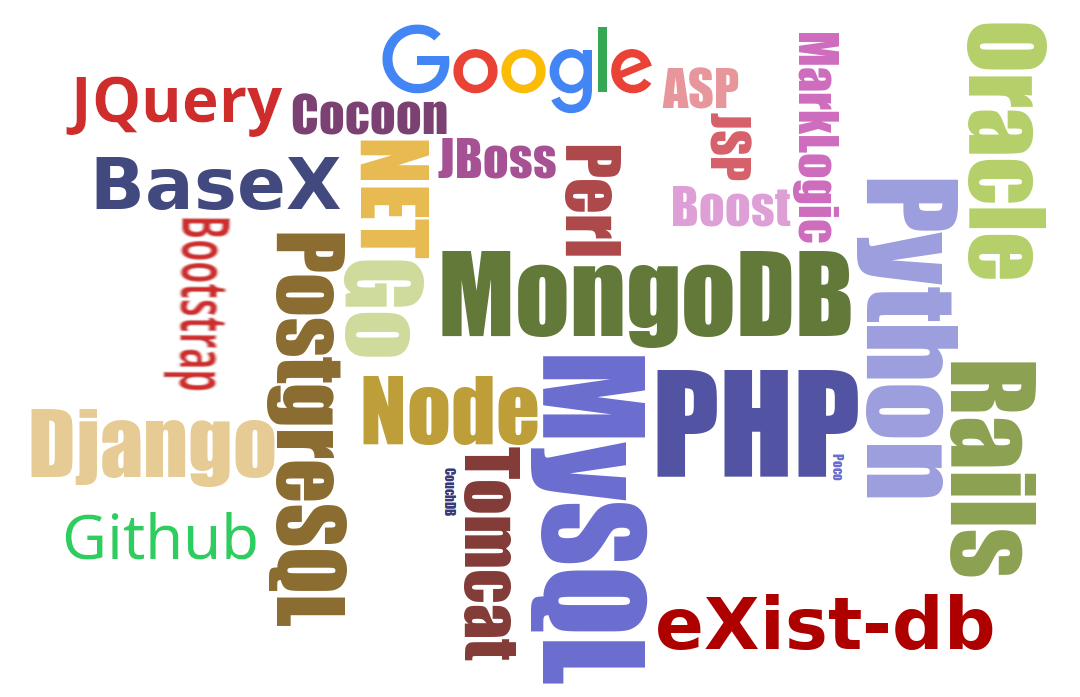 Google
JQuery
Cocoon
ASP
MarkLogic
Oracle
JSP
JBoss
NET
Perl
BaseX
Boost
Python
Bootstrap
PostgreSQL
Go
MongoDB
Node
MySQL
PHP
Rails
Django
Tomcat
CouchDB
Poco
Github
eXist-db